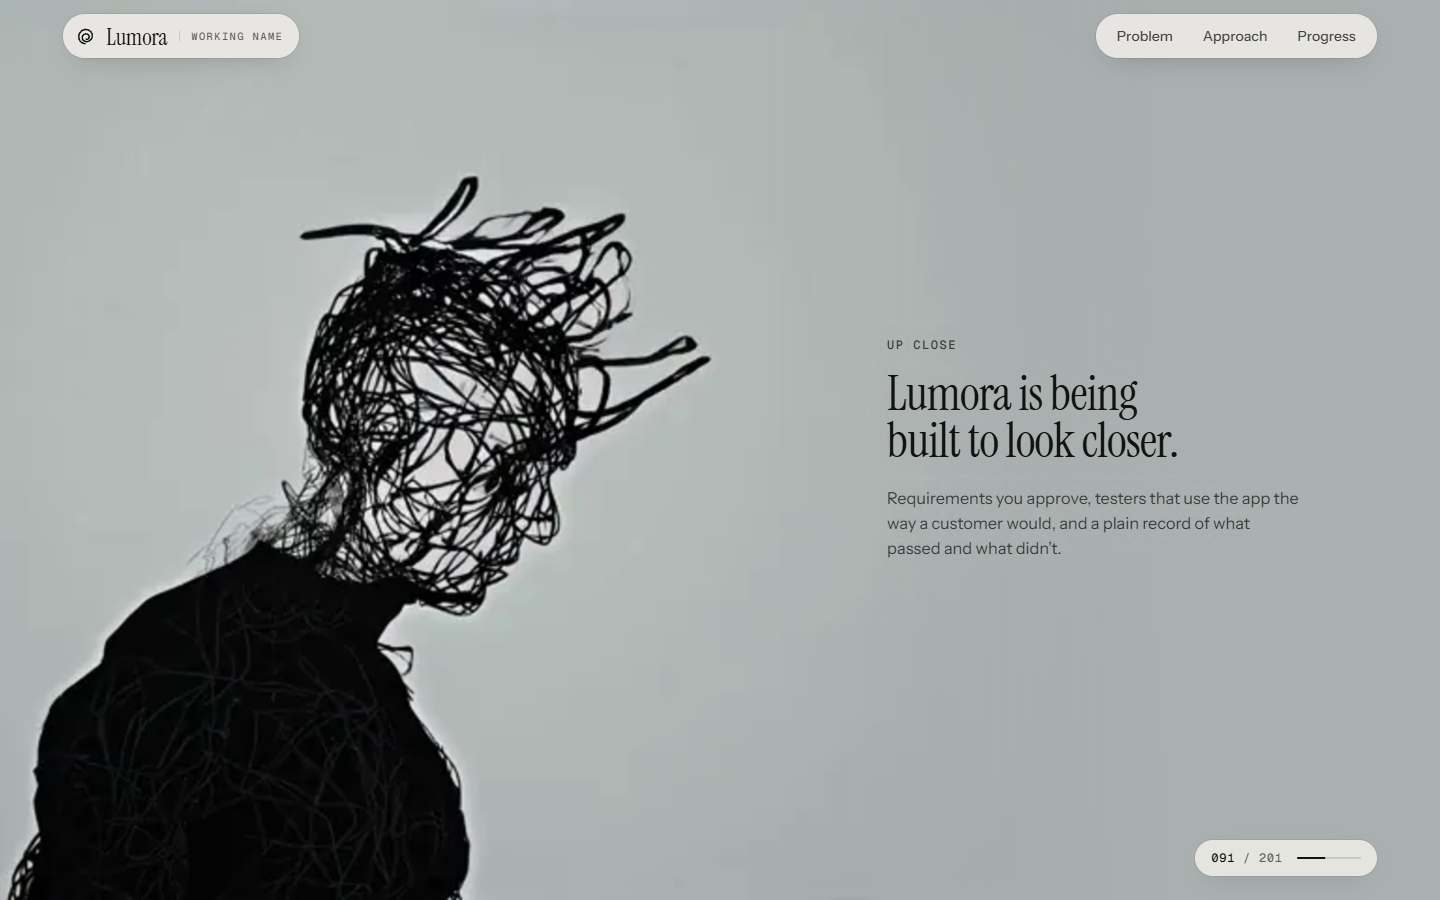 Lumora | WORKING NAME
Problem Approach Progress
UP CLOSE
Lumora is being
built to look closer.
Requirements you approve, testers that use the app the
way a customer would, and a plain record of what
passed and what didn't.
091 / 201